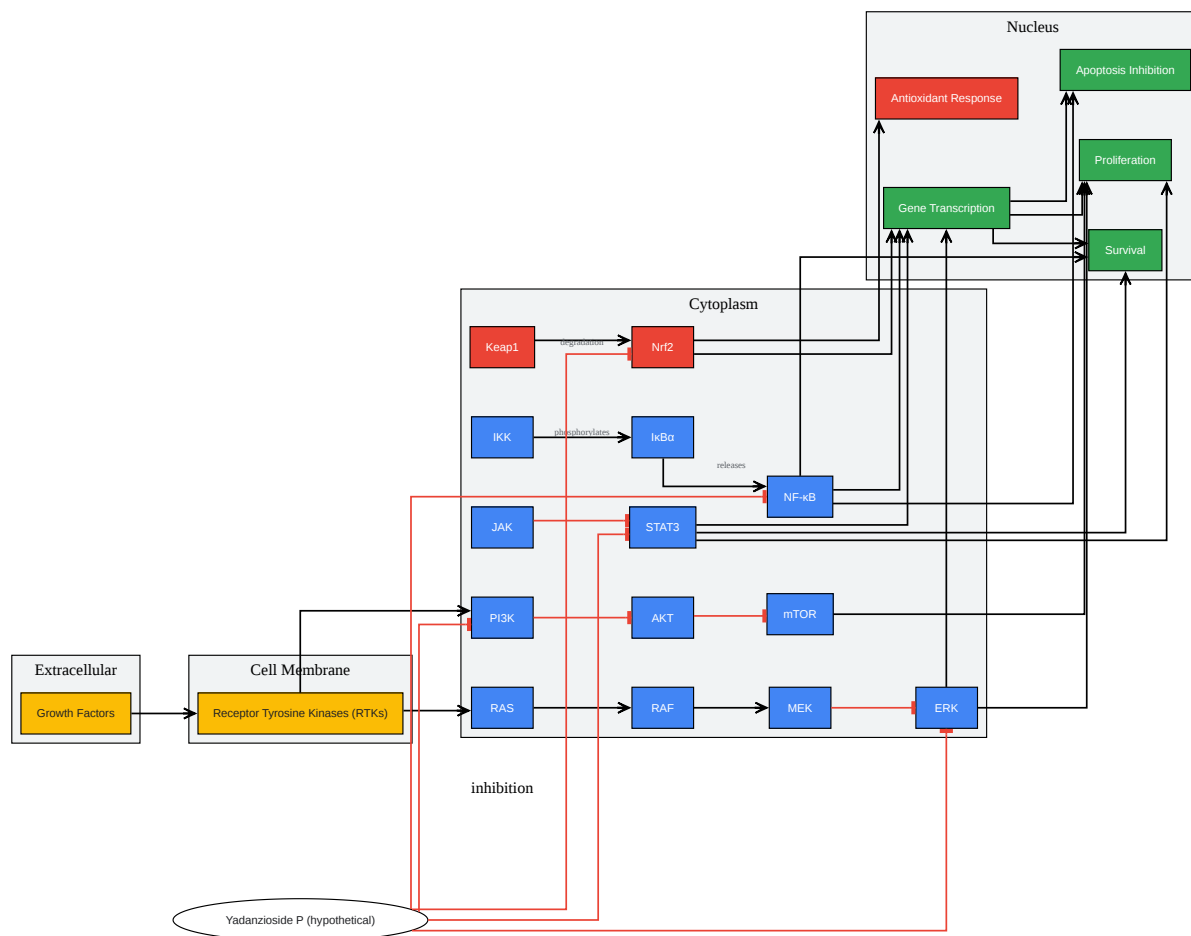 Nucleus
Apoptosis Inhibition
Antioxidant Response
Proliferation
Gene Transcription
Survival
Cytoplasm
Keap1
degradation
Nrf2
IKK
phosphorylates
IκBα
releases
NF-κB
JAK
STAT3
PI3K
AKT
mTOR
Extracellular
Cell Membrane
Growth Factors
Receptor Tyrosine Kinases (RTKs)
RAS
RAF
MEK
ERK
inhibition
Yadanzioside P (hypothetical)